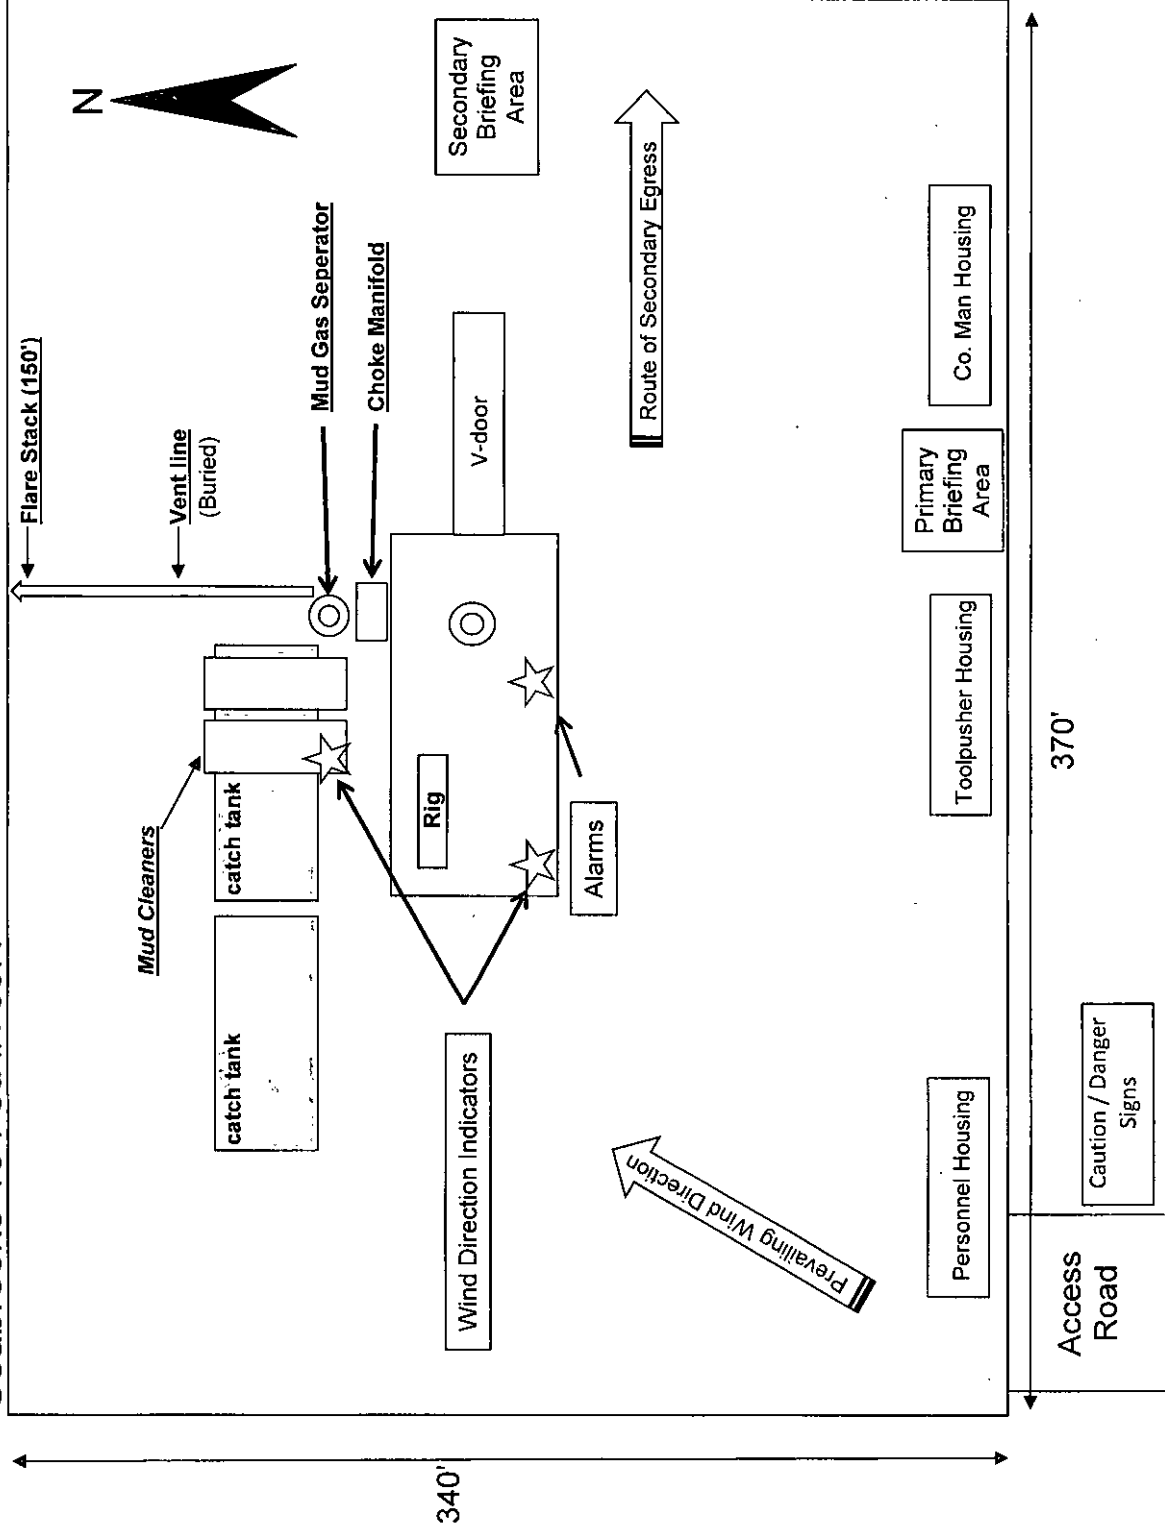 Flare Stack (150')
N
Mud Cleaners
Vent line
(Buried)
catch tank
catch tank
Mud Gas Seperator
Choke Manifold
Rig
340'
Wind Direction Indicators
V-door
Secondary
Briefing
Area
Alarms
Route of Secondary Egress
Prevailing Wind Direction
Personnel Housing
Toolpusher Housing
Primary
Briefing
Area
Co. Man Housing
370'
Access
Road
Caution / Danger
Signs